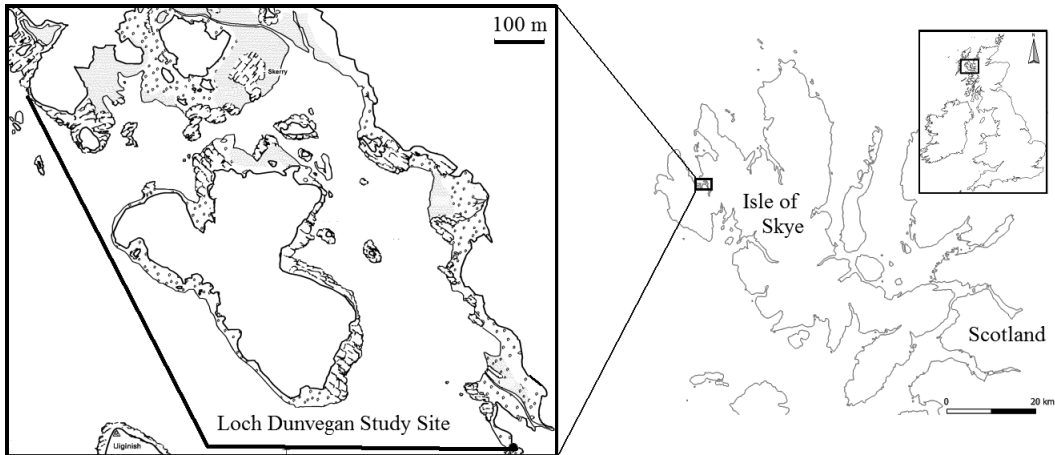 100 m
Skerry
Loch Dunvegan Study Site
Uiginish
Isle of
Skye
Scotland
0
20 km
N